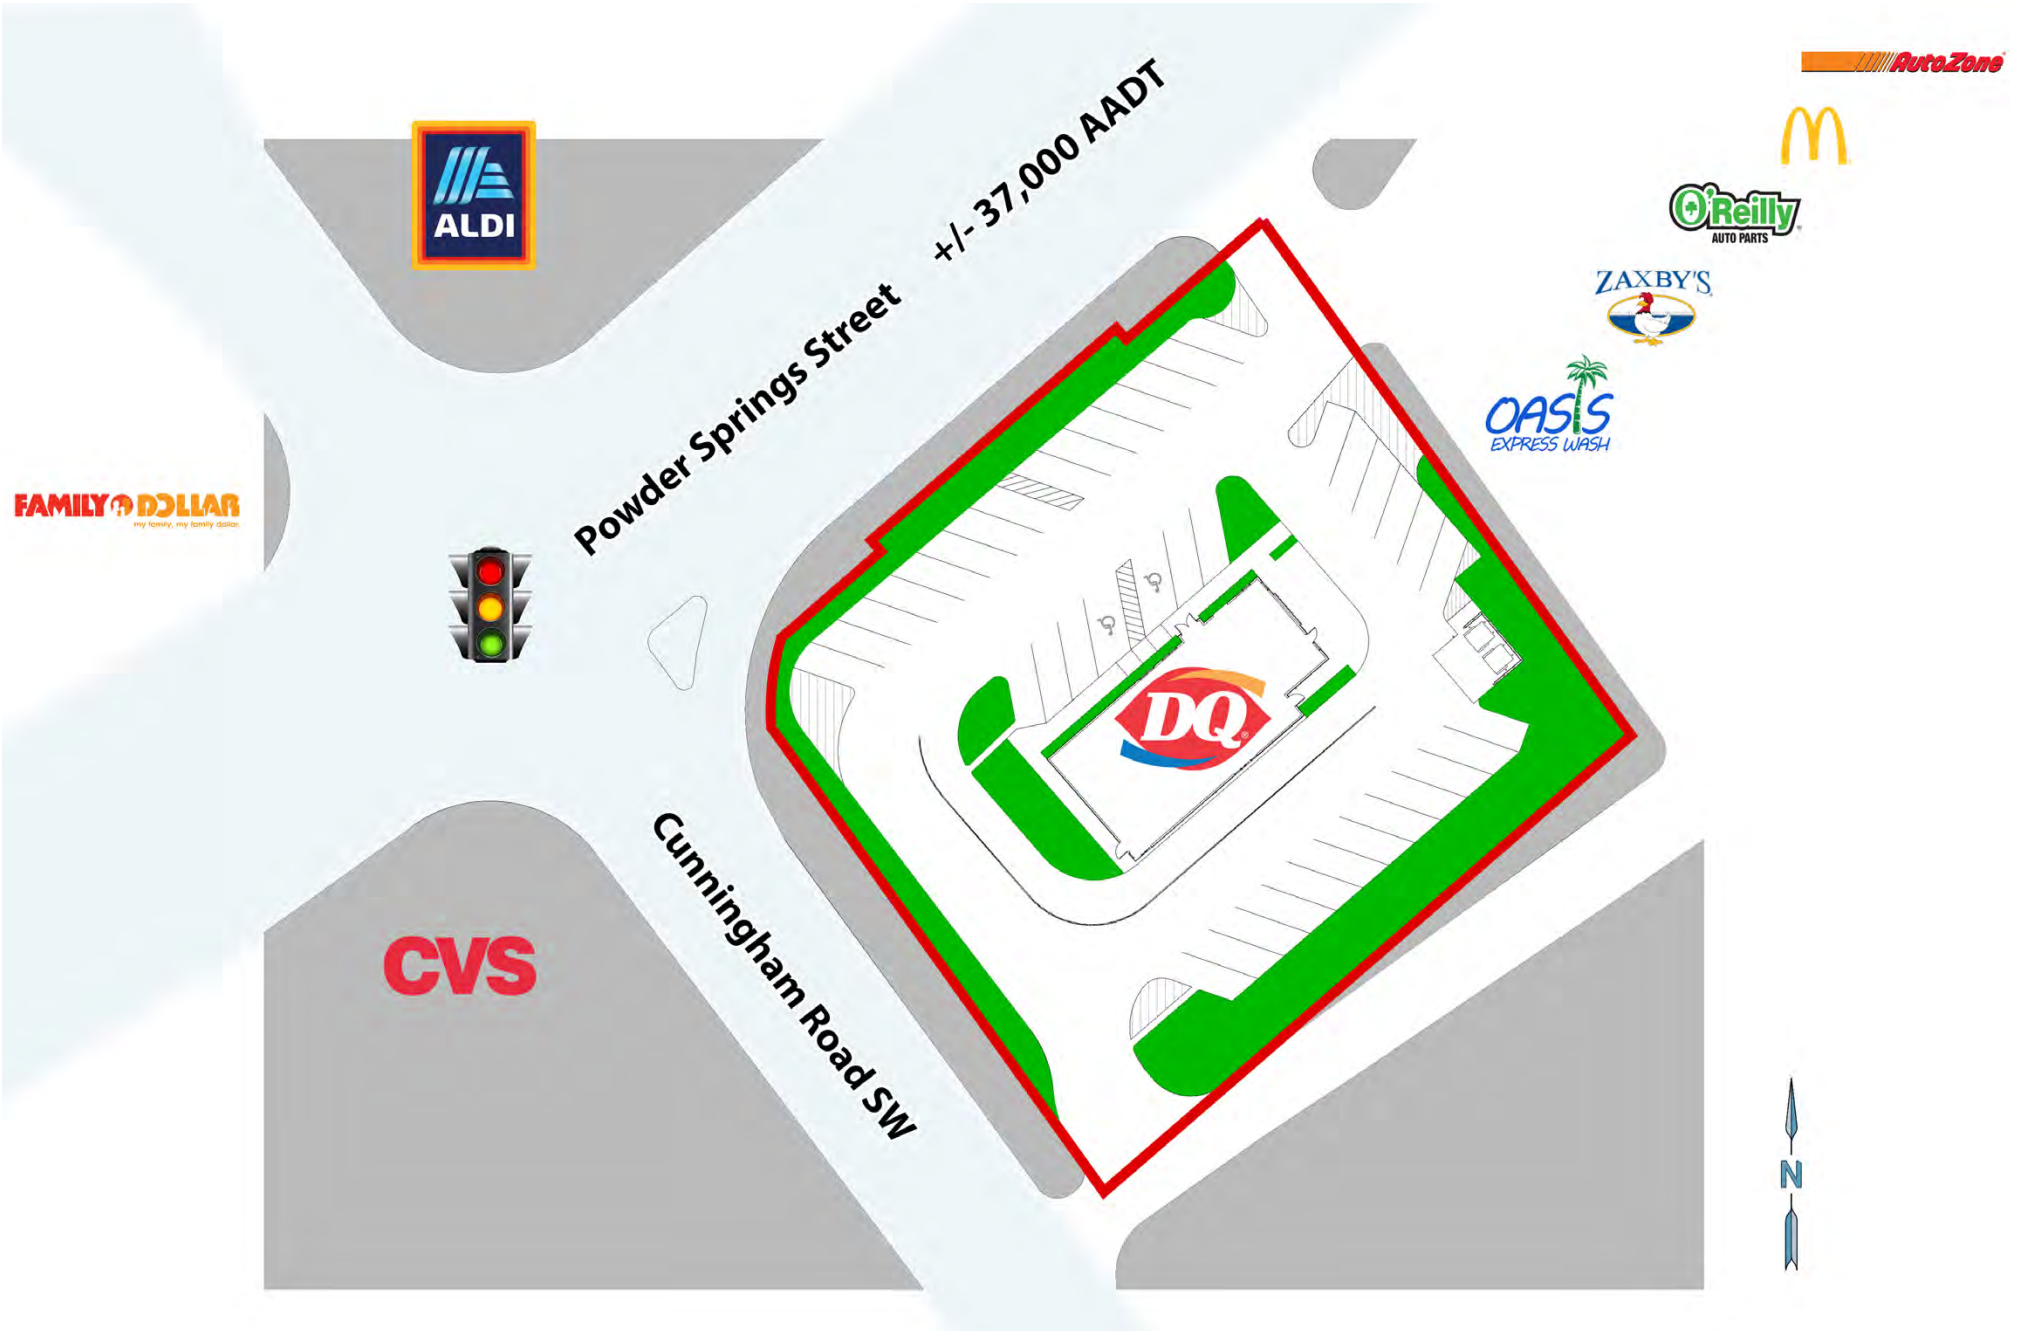 AutoZone
ALDI
+/- 37,000 AADT
O'Reilly
AUTO PARTS
ZAXBY'S
Powder Springs Street
OASIS
EXPRESS WASH
FAMILY DOLLAR
my family, my family dollar.
DQ
Cunningham Road SW
CVS
N